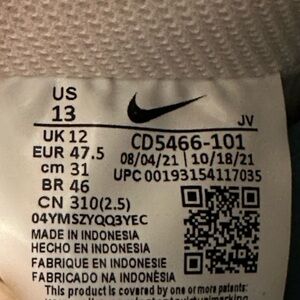 US
13
JV
UK 12
EUR 47.5
cm 31
BR 46
CN 310(2.5)
CD5466-101
08/04/21 | 10/18/21
UPC 00193154117035
04YMSZYQQ3YEC
MADE IN INDONESIA
HECHO EN INDONESIA
FABRIQUE EN INDONESIE
FABRICADO NA INDONÉSIA
This product is covered by one or more patents: